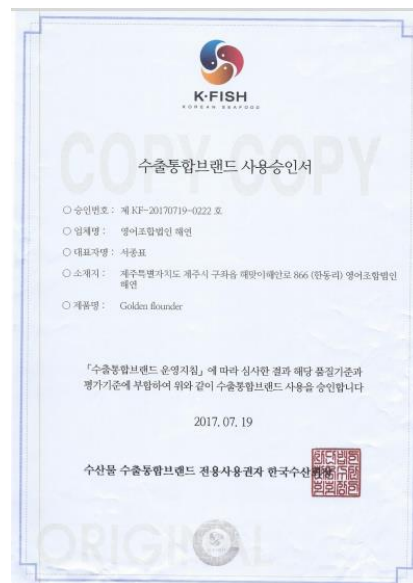 K·FISH
KOREAN SEAFOOD
COPY COPY
수출통합브랜드 사용승인서
○ 승인번호 : 제 KF-20170719-0222 호
○ 업체명 : 영어조합법인 해연
○ 대표자명 : 서종표
○ 소재지 : 제주특별자치도 제주시 구좌읍 해맞이해안로 866 (한동리) 영어조합법인
해연
○ 제품명 : Golden flounder
「수출통합브랜드 운영지침」에 따라 심사한 결과 해당 품질기준과
평가기준에 부합하여 위와 같이 수출통합브랜드 사용을 승인합니다
2017. 07. 19
수산물 수출통합브랜드 전용사용권자 한국수산회장
ORIGINAL